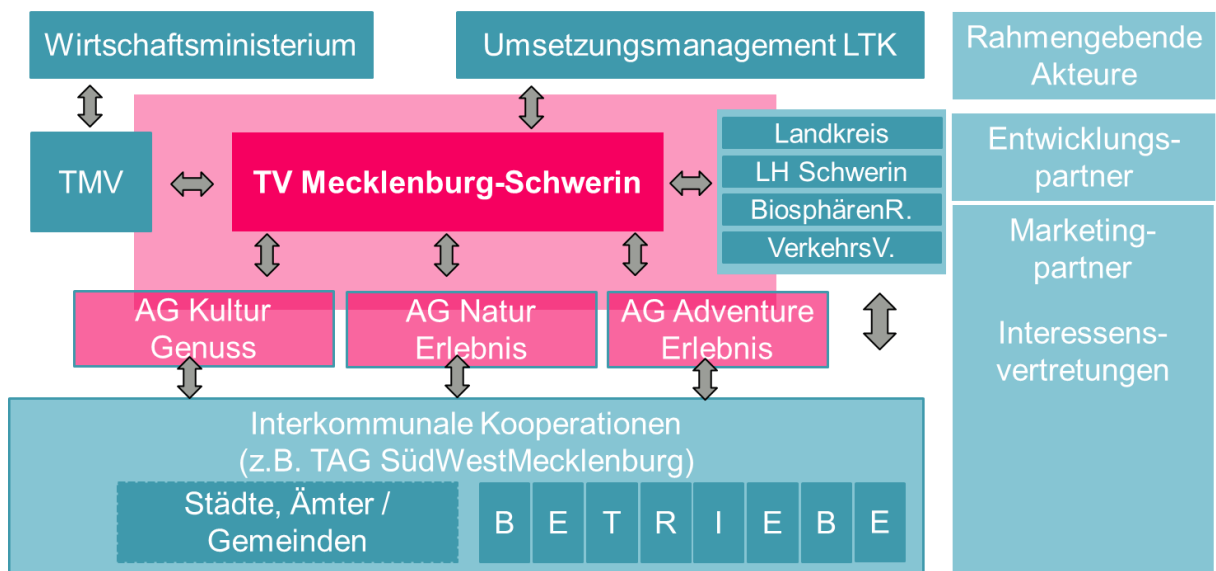 Wirtschaftsministerium
Umsetzungsmanagement LTK
Rahmengebende
Akteure
TMV
TV Mecklenburg-Schwerin
Landkreis
LH Schwerin
BiosphärenR.
VerkehrsV.
Entwicklungs-
partner
Marketing-
partner
Interessens-
vertretungen
AG Kultur
Genuss
AG Natur
Erlebnis
AG Adventure
Erlebnis
Interkommunale Kooperationen
(z.B. TAG SüdWestMecklenburg)
Städte, Ämter /
Gemeinden
B E T R I E B E